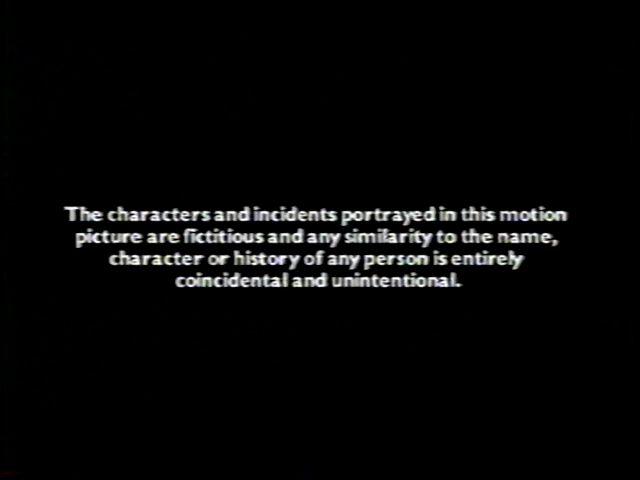 The characters and incidents portrayed in this motion
picture are fictitious and any similarity to the name,
character or history of any person is entirely
coincidental and unintentional.